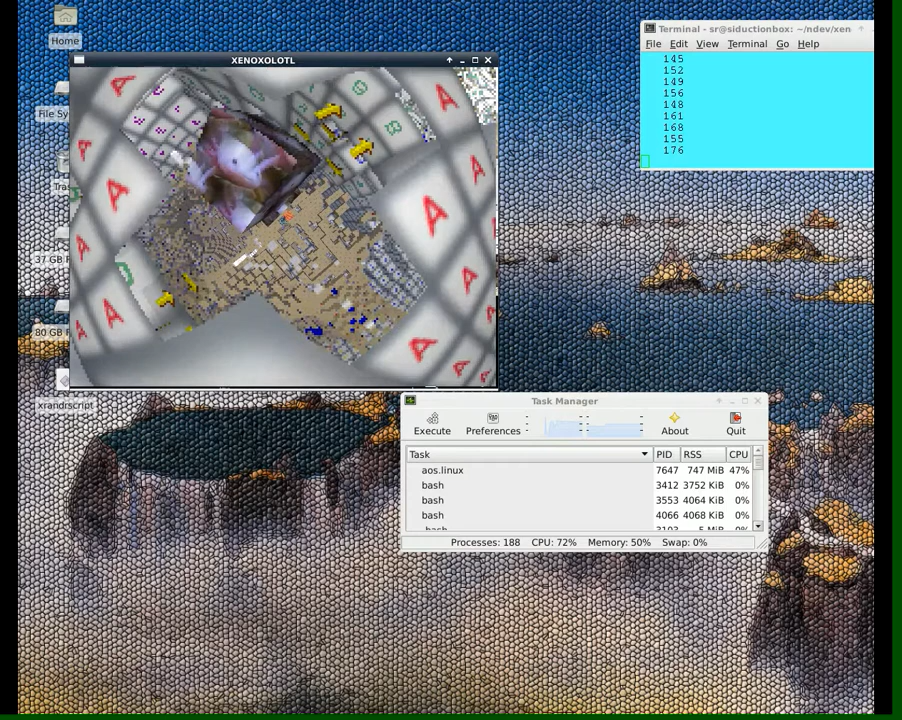 Home
Terminal - sr@siductionbox: ~/ndev/xen
File Edit View Terminal Go Help
145
152
149
156
148
161
168
155
176
XENOXOLOTL
A
A
A
A
A
A
A
A
A
A
A
A
B
File Sy
Tra
37 GB F
80 GB F
xrandrscript
Task Manager
Execute Preferences About Quit
Task PID RSS CPU
aos.linux 7647 747 MiB 47%
bash 3412 3752 KiB 0%
bash 3553 4064 KiB 0%
bash 4066 4068 KiB 0%
Processes: 188 CPU: 72% Memory: 50% Swap: 0%